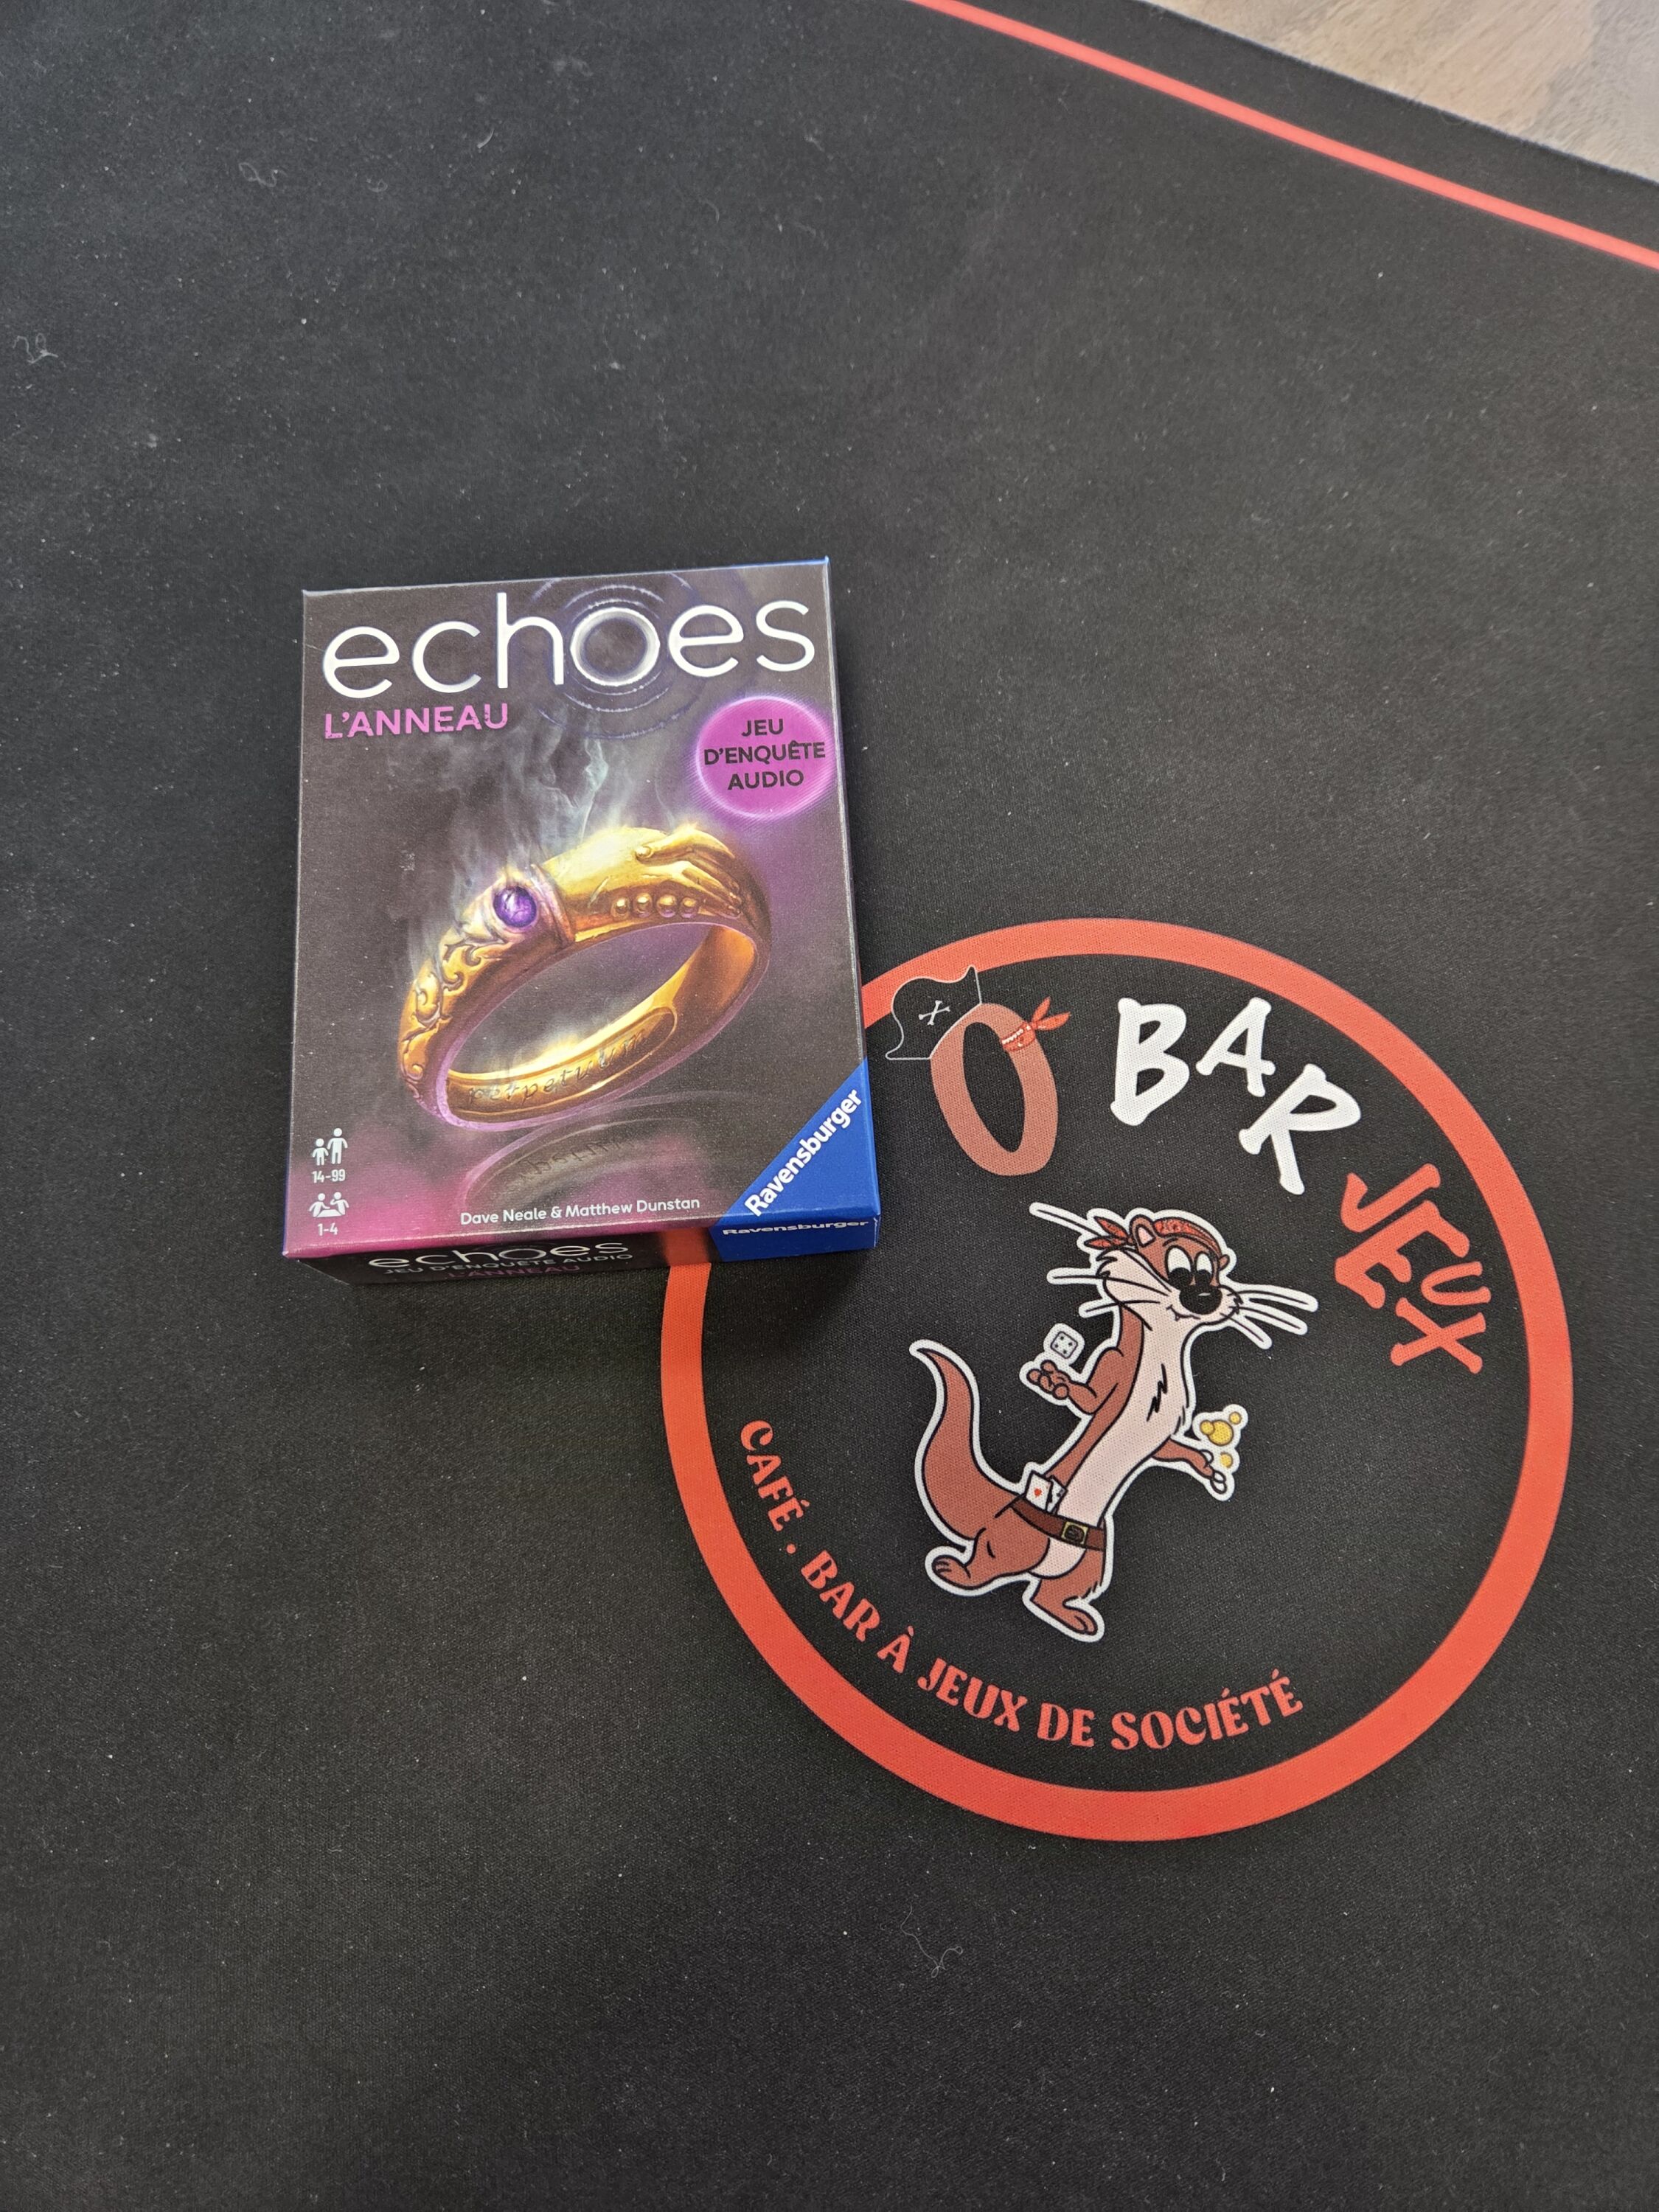 echoes
L'ANNEAU
JEU
D'ENQUÊTE
AUDIO
perpetuum
14-99
1-4
Dave Neale & Matthew Dunstan
Ravensburger
Ravensburger
echoes
JEU D'ENQUÊTE AUDIO
L'ANNEAU
O' BAR JEUX
CAFÉ . BAR À JEUX DE SOCIÉTÉ